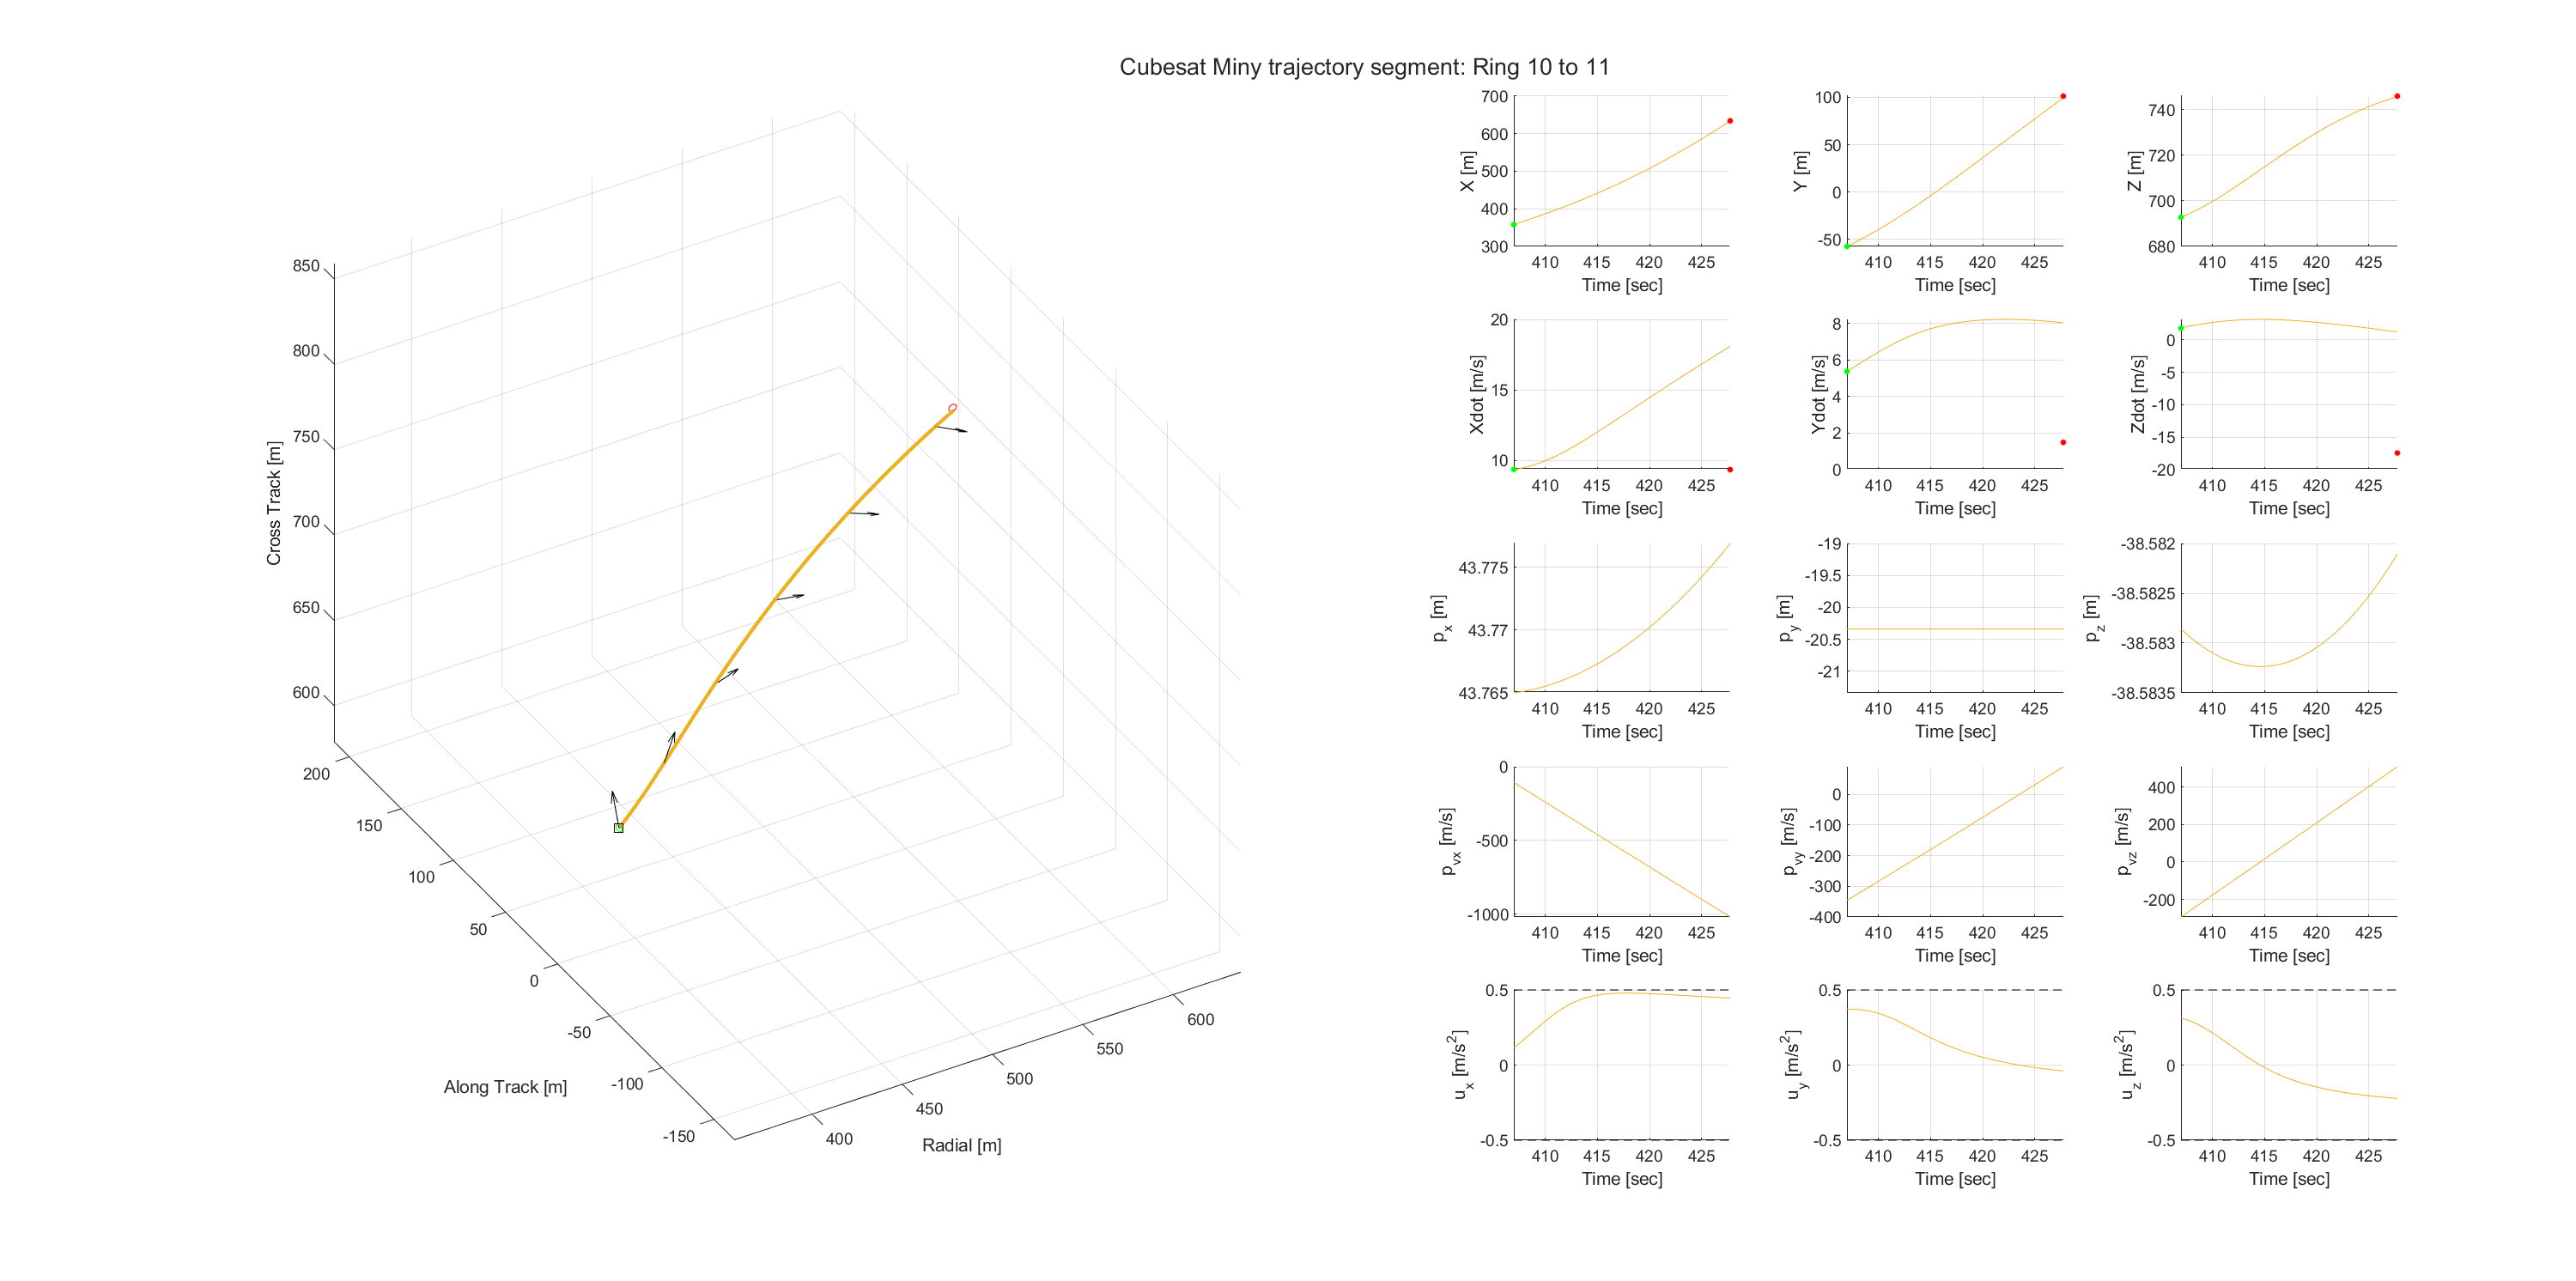 Cubesat Miny trajectory segment: Ring 10 to 11
850
800
750
700
650
600
Cross Track [m]
200
150
100
50
0
-50
-100
-150
Along Track [m]
400
450
500
550
600
Radial [m]
700
600
500
400
300
X [m]
410 415 420 425
Time [sec]
100
50
0
-50
Y [m]
410 415 420 425
Time [sec]
740
720
700
680
Z [m]
410 415 420 425
Time [sec]
20
15
10
Xdot [m/s]
410 415 420 425
Time [sec]
8
6
4
2
0
Ydot [m/s]
410 415 420 425
Time [sec]
0
-5
-10
-15
-20
Zdot [m/s]
410 415 420 425
Time [sec]
43.775
43.77
43.765
p_x [m]
410 415 420 425
Time [sec]
-19
-19.5
-20
-20.5
-21
p_y [m]
410 415 420 425
Time [sec]
-38.582
-38.5825
-38.583
-38.5835
p_z [m]
410 415 420 425
Time [sec]
0
-500
-1000
p_vx [m/s]
410 415 420 425
Time [sec]
0
-100
-200
-300
-400
p_vy [m/s]
410 415 420 425
Time [sec]
400
200
0
-200
p_vz [m/s]
410 415 420 425
Time [sec]
0.5
0
-0.5
u_x [m/s²]
410 415 420 425
Time [sec]
0.5
0
-0.5
u_y [m/s²]
410 415 420 425
Time [sec]
0.5
0
-0.5
u_z [m/s²]
410 415 420 425
Time [sec]